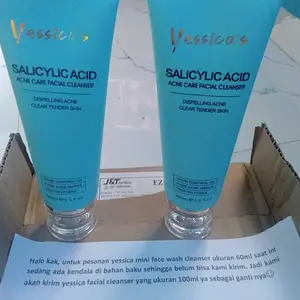 Yessica's
SALICYLIC ACID
ACNE CARE FACIAL CLEANSER
DISPELLING ACNE
CLEAR TENDER SKIN
Yessica's
SALICYLIC ACID
ACNE CARE FACIAL CLEANSER
DISPELLING ACNE
CLEAR TENDER SKIN
J&T
EZ
Halo kak, untuk pesanan yessica mini face wash cleanser ukuran 60ml saat ini
sedang ada kendala di bahan baku sehingga belum bisa kami kirim. Jadi kami
akan kirim yessica facial cleanser yang ukuran 100ml ya sebagai ganti nya